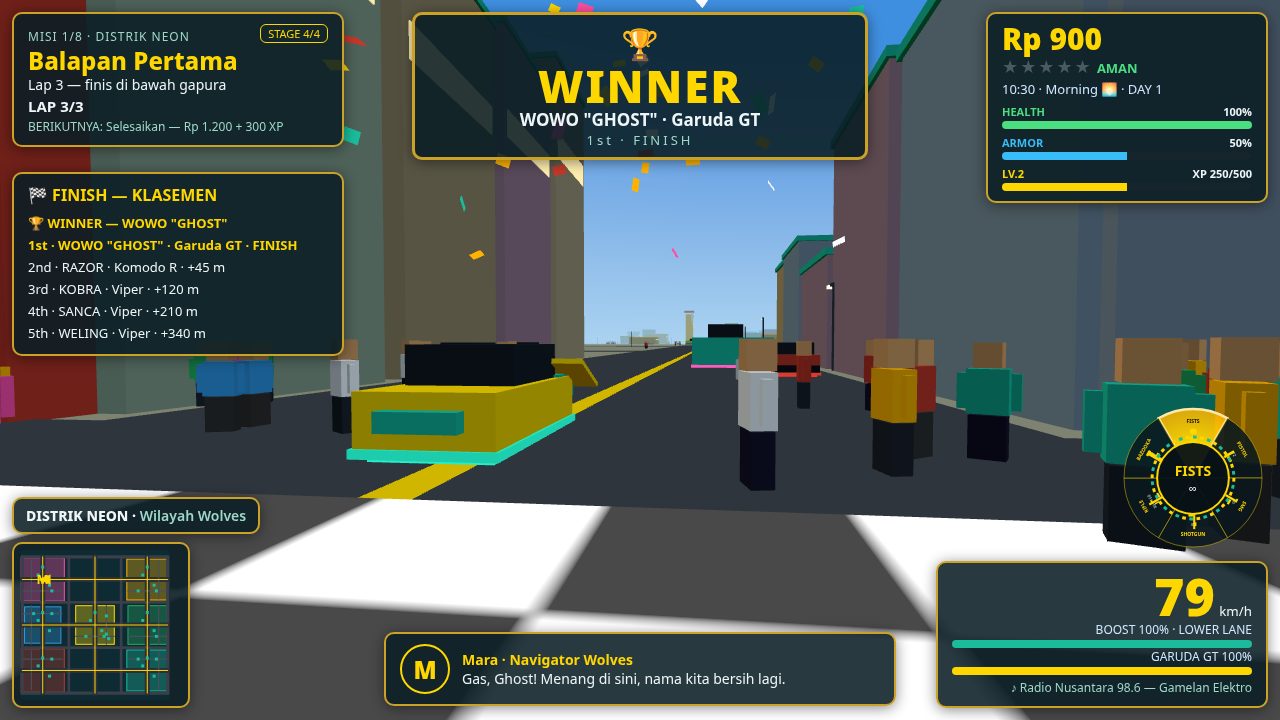 MISI 1/8 · DISTRIK NEON
STAGE 4/4
Balapan Pertama
Lap 3 — finis di bawah gapura
LAP 3/3
BERIKUTNYA: Selesaikan — Rp 1.200 + 300 XP
🏁 FINISH — KLASEMEN
🏆 WINNER — WOWO "GHOST"
1st · WOWO "GHOST" · Garuda GT · FINISH
2nd · RAZOR · Komodo R · +45 m
3rd · KOBRA · Viper · +120 m
4th · SANCA · Viper · +210 m
5th · WELING · Viper · +340 m
🏆
WINNER
WOWO "GHOST" · Garuda GT
1st · FINISH
Rp 900
★★★★★ AMAN
10:30 · Morning 🌅 · DAY 1
HEALTH 100%
ARMOR 50%
LV.2 XP 250/500
FISTS
FISTS
∞
SHOTGUN
DISTRIK NEON · Wilayah Wolves
M
M
Mara · Navigator Wolves
Gas, Ghost! Menang di sini, nama kita bersih lagi.
79 km/h
BOOST 100% · LOWER LANE
GARUDA GT 100%
♪ Radio Nusantara 98.6 — Gamelan Elektro